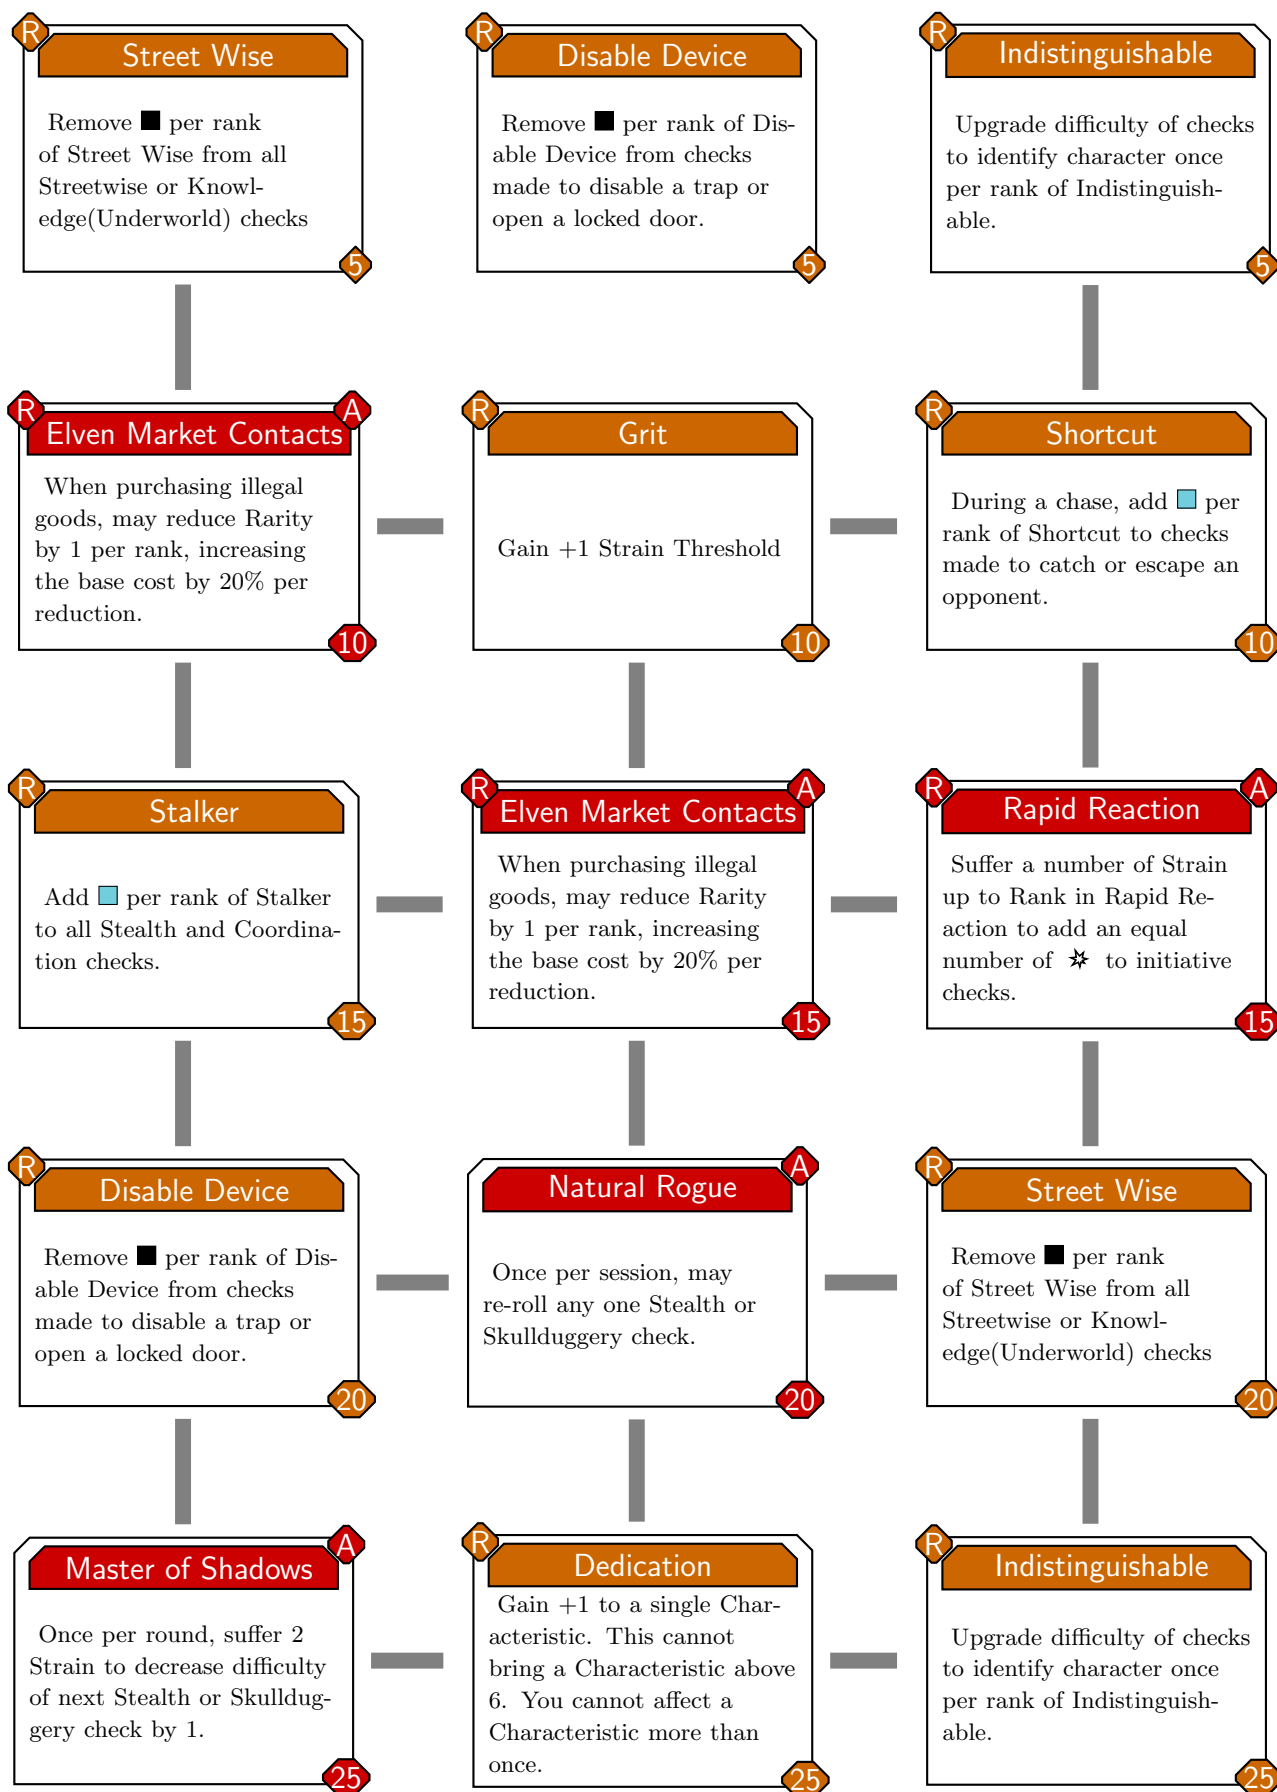 R
Street Wise
Remove ■ per rank
of Street Wise from all
Streetwise or Knowl-
edge(Underworld) checks
5
R
Disable Device
Remove ■ per rank of Dis-
able Device from checks
made to disable a trap or
open a locked door.
5
R
Indistinguishable
Upgrade difficulty of checks
to identify character once
per rank of Indistinguish-
able.
5
R
A
Elven Market Contacts
When purchasing illegal
goods, may reduce Rarity
by 1 per rank, increasing
the base cost by 20% per
reduction.
10
R
Grit
Gain +1 Strain Threshold
10
R
Shortcut
During a chase, add ■ per
rank of Shortcut to checks
made to catch or escape an
opponent.
10
R
Stalker
Add ■ per rank of Stalker
to all Stealth and Coordina-
tion checks.
15
R
A
Elven Market Contacts
When purchasing illegal
goods, may reduce Rarity
by 1 per rank, increasing
the base cost by 20% per
reduction.
15
R
A
Rapid Reaction
Suffer a number of Strain
up to Rank in Rapid Re-
action to add an equal
number of to initiative
checks.
15
R
Disable Device
Remove ■ per rank of Dis-
able Device from checks
made to disable a trap or
open a locked door.
20
A
Natural Rogue
Once per session, may
re-roll any one Stealth or
Skullduggery check.
20
R
Street Wise
Remove ■ per rank
of Street Wise from all
Streetwise or Knowl-
edge(Underworld) checks
20
A
Master of Shadows
Once per round, suffer 2
Strain to decrease difficulty
of next Stealth or Skulldug-
gery check by 1.
25
R
Dedication
Gain +1 to a single Char-
acteristic. This cannot
bring a Characteristic above
6. You cannot affect a
Characteristic more than
once.
25
R
Indistinguishable
Upgrade difficulty of checks
to identify character once
per rank of Indistinguish-
able.
25